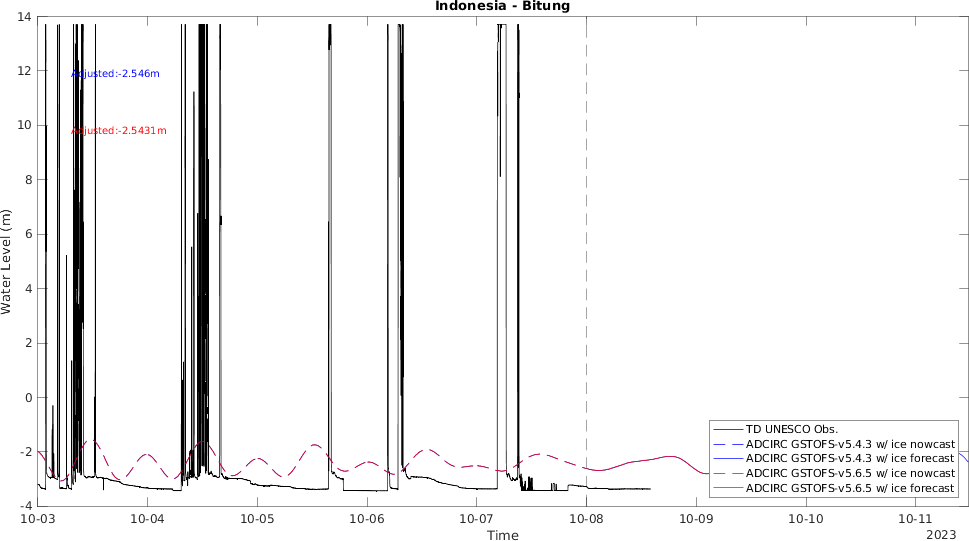 Indonesia - Bitung
14
12
10
8
6
4
2
0
-2
-4
Water Level (m)
Adjusted:-2.546m
Adjusted:-2.5431m
TD UNESCO Obs.
ADCIRC GSTOFS-v5.4.3 w/ ice nowcast
ADCIRC GSTOFS-v5.4.3 w/ ice forecast
ADCIRC GSTOFS-v5.6.5 w/ ice nowcast
ADCIRC GSTOFS-v5.6.5 w/ ice forecast
10-03 10-04 10-05 10-06 10-07 10-08 10-09 10-10 10-11
Time
2023